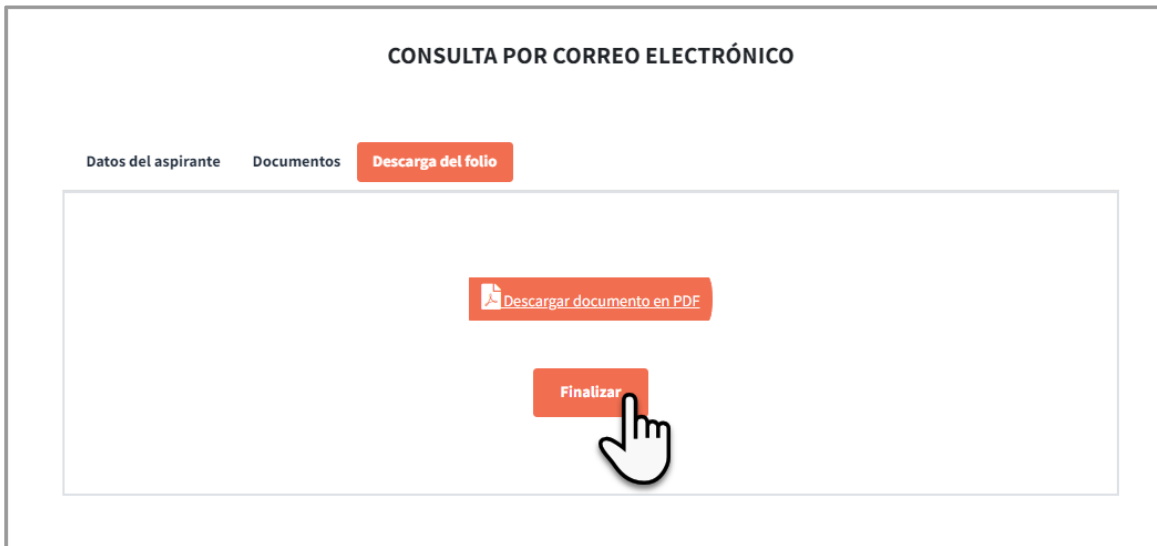 CONSULTA POR CORREO ELECTRÓNICO
Datos del aspirante Documentos Descarga del folio
Descargar documento en PDF
Finalizar